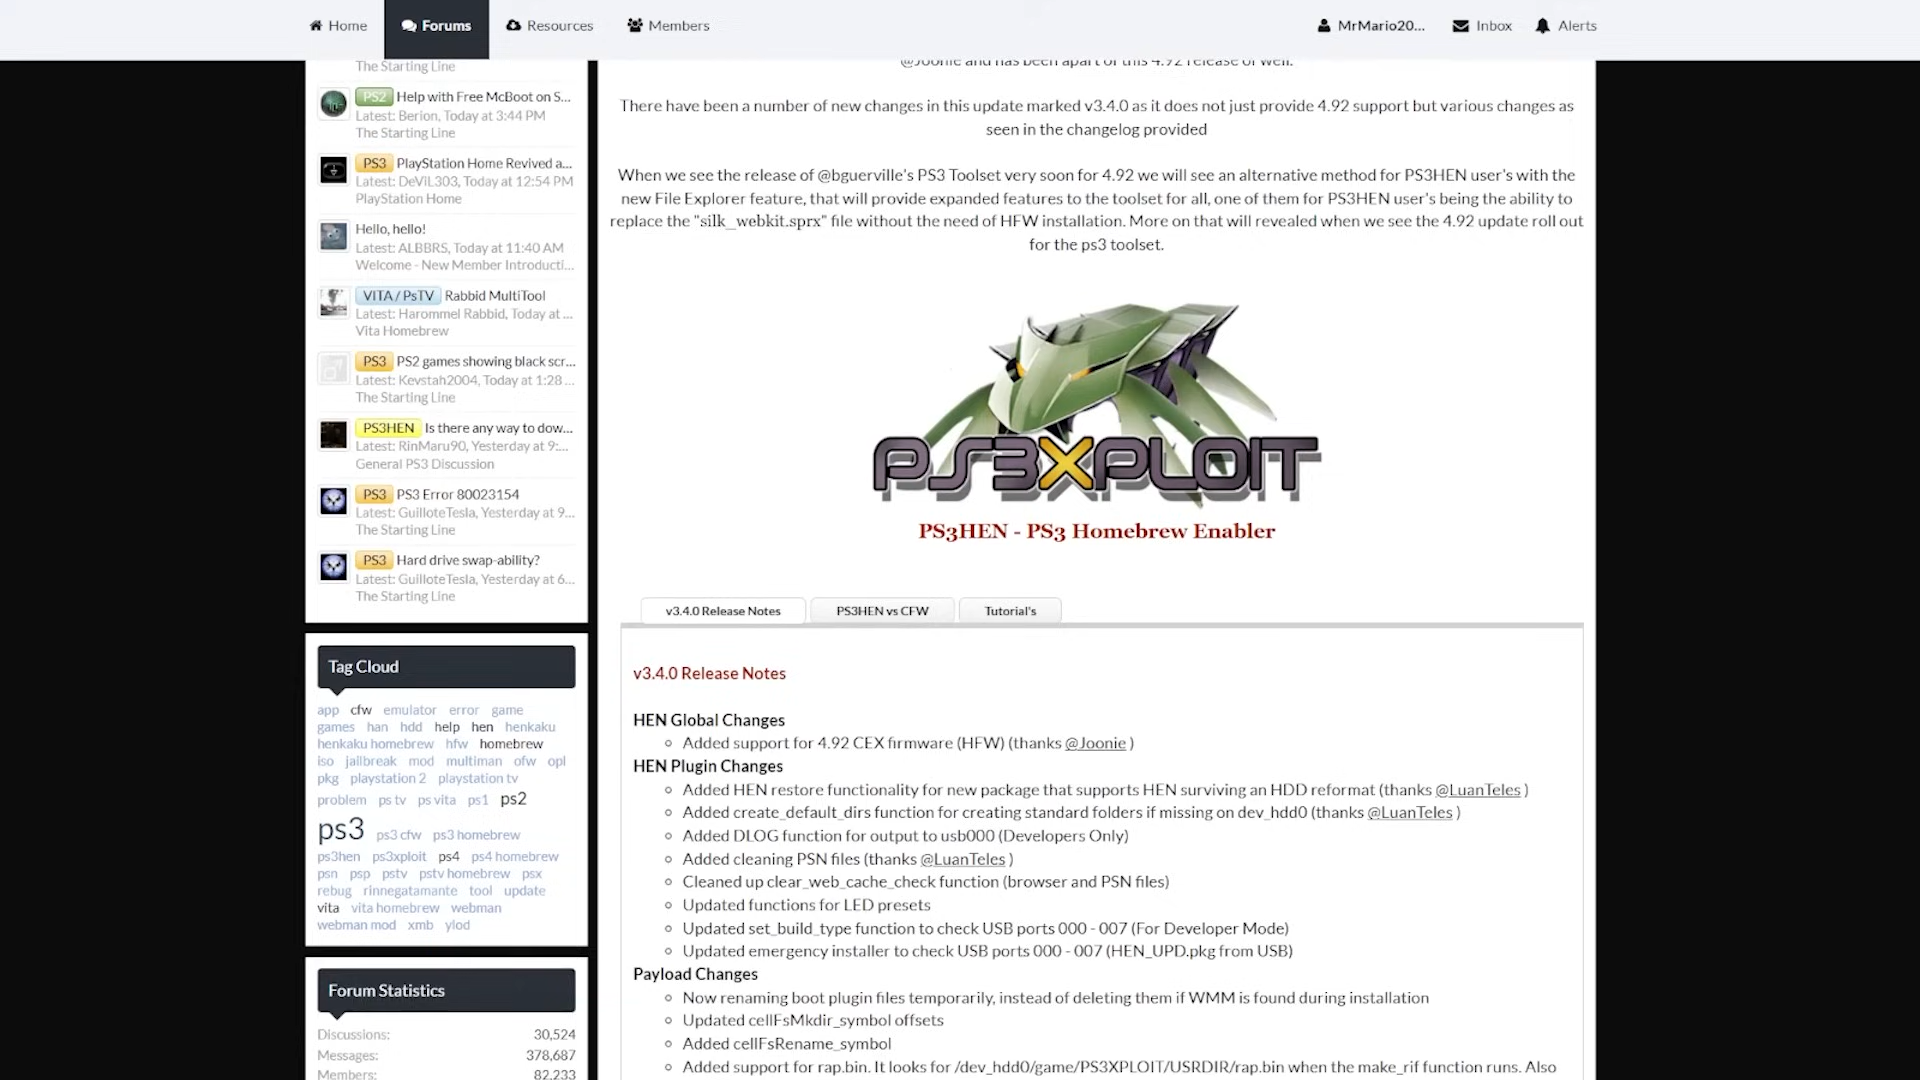 Home
Forums
Resources
Members
MrMario20...
Inbox
Alerts
The Starting Line
PS2 Help with Free McBoot on S...
Latest: Berion, Today at 3:44 PM
The Starting Line
PS3 PlayStation Home Revived a...
Latest: DeViL303, Today at 12:54 PM
PlayStation Home
Hello, hello!
Latest: ALBBRS, Today at 11:40 AM
Welcome - New Member Introducti...
VITA / PsTV Rabbid MultiTool
Latest: Harommel Rabbid, Today at ...
Vita Homebrew
PS3 PS2 games showing black scr...
Latest: Kevstah2004, Today at 1:28 ...
The Starting Line
PS3HEN Is there any way to dow...
Latest: RinMaru90, Yesterday at 9:...
General PS3 Discussion
PS3 PS3 Error 80023154
Latest: GuilloteTesla, Yesterday at 9...
The Starting Line
PS3 Hard drive swap-ability?
Latest: GuilloteTesla, Yesterday at 6...
The Starting Line
Tag Cloud
app cfw emulator error game
games han hdd help hen henkaku
henkaku homebrew hfw homebrew
iso jailbreak mod multiman ofw opl
pkg playstation 2 playstation tv
problem ps tv ps vita ps1 ps2
ps3 ps3 cfw ps3 homebrew
ps3hen ps3xploit ps4 ps4 homebrew
psn psp pstv pstv homebrew psx
rebug rinnegatamante tool update
vita vita homebrew webman
webman mod xmb ylod
Forum Statistics
Discussions: 30,524
Messages: 378,687
Members: 82,233
@Joonie and has been apart of this 4.92 release of well.
There have been a number of new changes in this update marked v3.4.0 as it does not just provide 4.92 support but various changes as
seen in the changelog provided
When we see the release of @bguerville's PS3 Toolset very soon for 4.92 we will see an alternative method for PS3HEN user's with the
new File Explorer feature, that will provide expanded features to the toolset for all, one of them for PS3HEN user's being the ability to
replace the "silk_webkit.sprx" file without the need of HFW installation. More on that will revealed when we see the 4.92 update roll out
for the ps3 toolset.
PS3XPLOIT
PS3HEN - PS3 Homebrew Enabler
v3.4.0 Release Notes
PS3HEN vs CFW
Tutorial's
v3.4.0 Release Notes
HEN Global Changes
Added support for 4.92 CEX firmware (HFW) (thanks @Joonie )
HEN Plugin Changes
Added HEN restore functionality for new package that supports HEN surviving an HDD reformat (thanks @LuanTeles )
Added create_default_dirs function for creating standard folders if missing on dev_hdd0 (thanks @LuanTeles )
Added DLOG function for output to usb000 (Developers Only)
Added cleaning PSN files (thanks @LuanTeles )
Cleaned up clear_web_cache_check function (browser and PSN files)
Updated functions for LED presets
Updated set_build_type function to check USB ports 000 - 007 (For Developer Mode)
Updated emergency installer to check USB ports 000 - 007 (HEN_UPD.pkg from USB)
Payload Changes
Now renaming boot plugin files temporarily, instead of deleting them if WMM is found during installation
Updated cellFsMkdir_symbol offsets
Added cellFsRename_symbol
Added support for rap.bin. It looks for /dev_hdd0/game/PS3XPLOIT/USRDIR/rap.bin when the make_rif function runs. Also